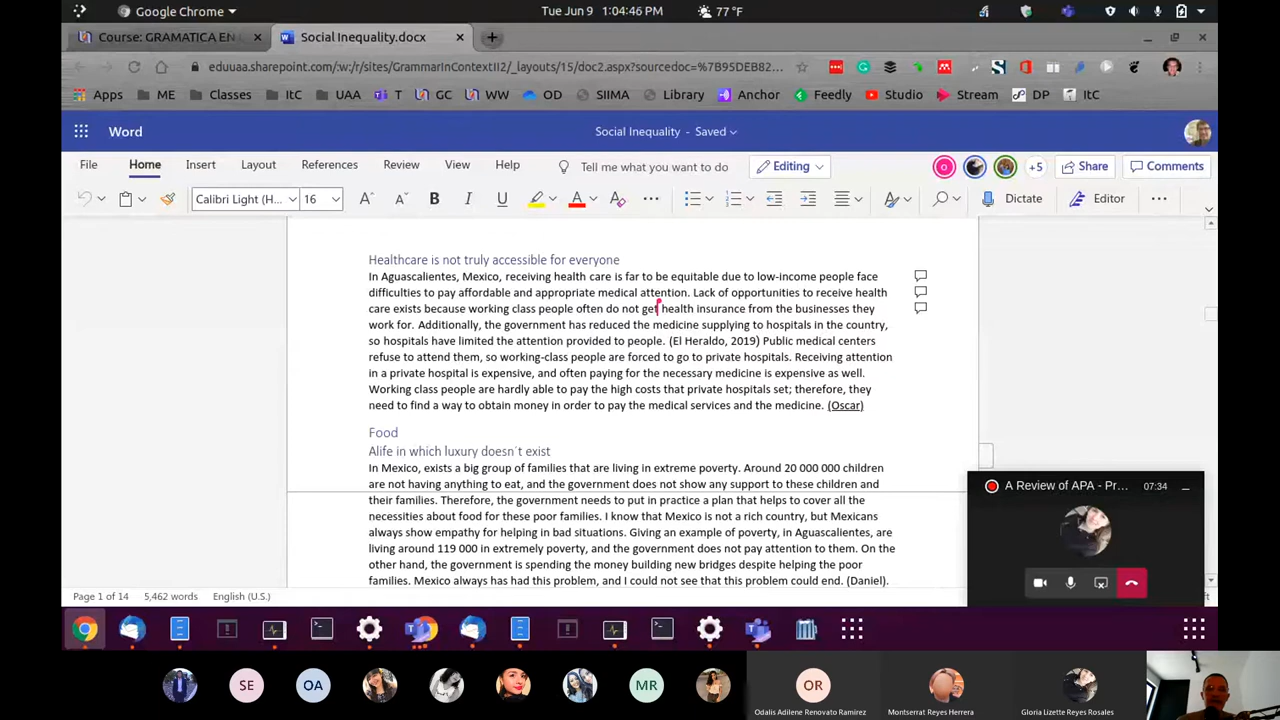 Google Chrome
Tue Jun 9 1:04:46 PM
77 °F
Course: GRAMATICA EN
Social Inequality.docx
eduuaa.sharepoint.com/:w:/r/sites/GrammarInContextII2/_layouts/15/doc2.aspx?sourcedoc=%7B95DEB82...
Apps
ME
Classes
ItC
UAA
T
GC
WW
OD
SIIMA
Library
Anchor
Feedly
Studio
Stream
DP
ItC
Word
Social Inequality - Saved
File
Home
Insert
Layout
References
Review
View
Help
Tell me what you want to do
Editing
+5
Share
Comments
Calibri Light (H...
16
Dictate
Editor
Healthcare is not truly accessible for everyone
In Aguascalientes, Mexico, receiving health care is far to be equitable due to low-income people face
difficulties to pay affordable and appropriate medical attention. Lack of opportunities to receive health
care exists because working class people often do not get health insurance from the businesses they
work for. Additionally, the government has reduced the medicine supplying to hospitals in the country,
so hospitals have limited the attention provided to people. (El Heraldo, 2019) Public medical centers
refuse to attend them, so working-class people are forced to go to private hospitals. Receiving attention
in a private hospital is expensive, and often paying for the necessary medicine is expensive as well.
Working class people are hardly able to pay the high costs that private hospitals set; therefore, they
need to find a way to obtain money in order to pay the medical services and the medicine. (Oscar)
Food
Alife in which luxury doesn´t exist
In Mexico, exists a big group of families that are living in extreme poverty. Around 20 000 000 children
are not having anything to eat, and the government does not show any support to these children and
their families. Therefore, the government needs to put in practice a plan that helps to cover all the
necessities about food for these poor families. I know that Mexico is not a rich country, but Mexicans
always show empathy for helping in bad situations. Giving an example of poverty, in Aguascalientes, are
living around 119 000 in extremely poverty, and the government does not pay attention to them. On the
other hand, the government is spending the money building new bridges despite helping the poor
families. Mexico always has had this problem, and I could not see that this problem could end. (Daniel).
A Review of APA - Pr...
07:34
Page 1 of 14
5,462 words
English (U.S.)
SE
OA
MR
OR
Odalis Adilene Renovato Ramirez
Montserrat Reyes Herrera
Gloria Lizette Reyes Rosales